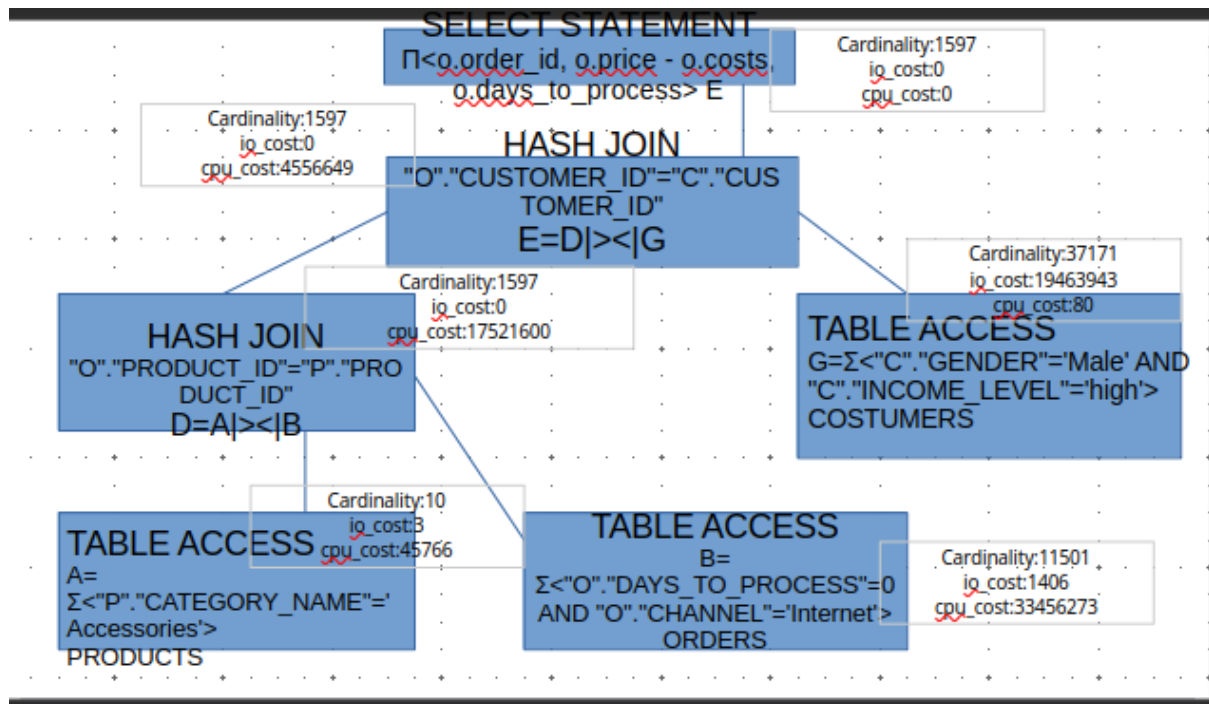 SELECT STATEMENT
Π<o.order_id, o.price - o.costs,
o.days_to_process> E
Cardinality:1597
io_cost:0
cpu_cost:0
Cardinality:1597
io_cost:0
cpu_cost:4556649
HASH JOIN
"O"."CUSTOMER_ID"="C"."CUS
TOMER_ID"
E=D|><|G
Cardinality:37171
io_cost:19463943
cpu_cost:80
Cardinality:1597
io_cost:0
cpu_cost:17521600
HASH JOIN
"O"."PRODUCT_ID"="P"."PRO
DUCT_ID"
D=A|><|B
TABLE ACCESS
G=Σ<"C"."GENDER"='Male' AND
"C"."INCOME_LEVEL"='high'>
COSTUMERS
Cardinality:10
io_cost:3
cpu_cost:45766
TABLE ACCESS
A=
Σ<"P"."CATEGORY_NAME"='
Accessories'>
PRODUCTS
TABLE ACCESS
B=
Σ<"O"."DAYS_TO_PROCESS"=0
AND "O"."CHANNEL"='Internet'>
ORDERS
Cardinality:11501
io_cost:1406
cpu_cost:33456273